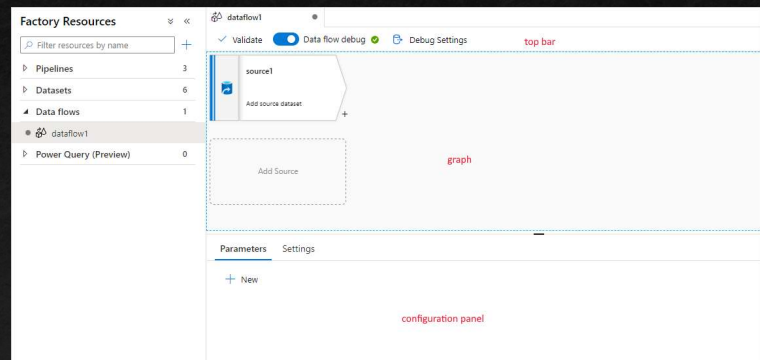 Factory Resources
Filter resources by name
Pipelines 3
Datasets 6
Data flows 1
dataflow1
Power Query (Preview) 0
dataflow1
Validate Data flow debug Debug Settings top bar
source1
Add source dataset
Add Source
graph
Parameters Settings
New
configuration panel